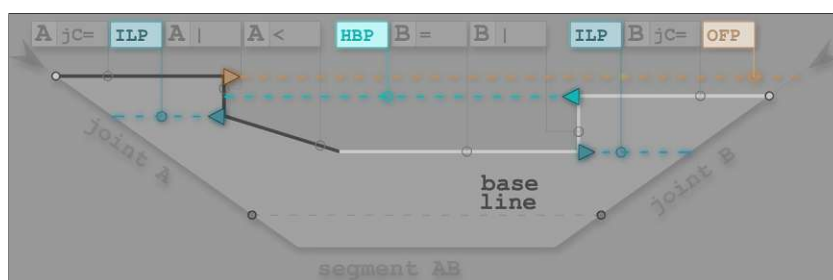 A jC= ILP A | A < HBP B = B | ILP B jC= OFP
joint A
joint B
base
line
segment AB